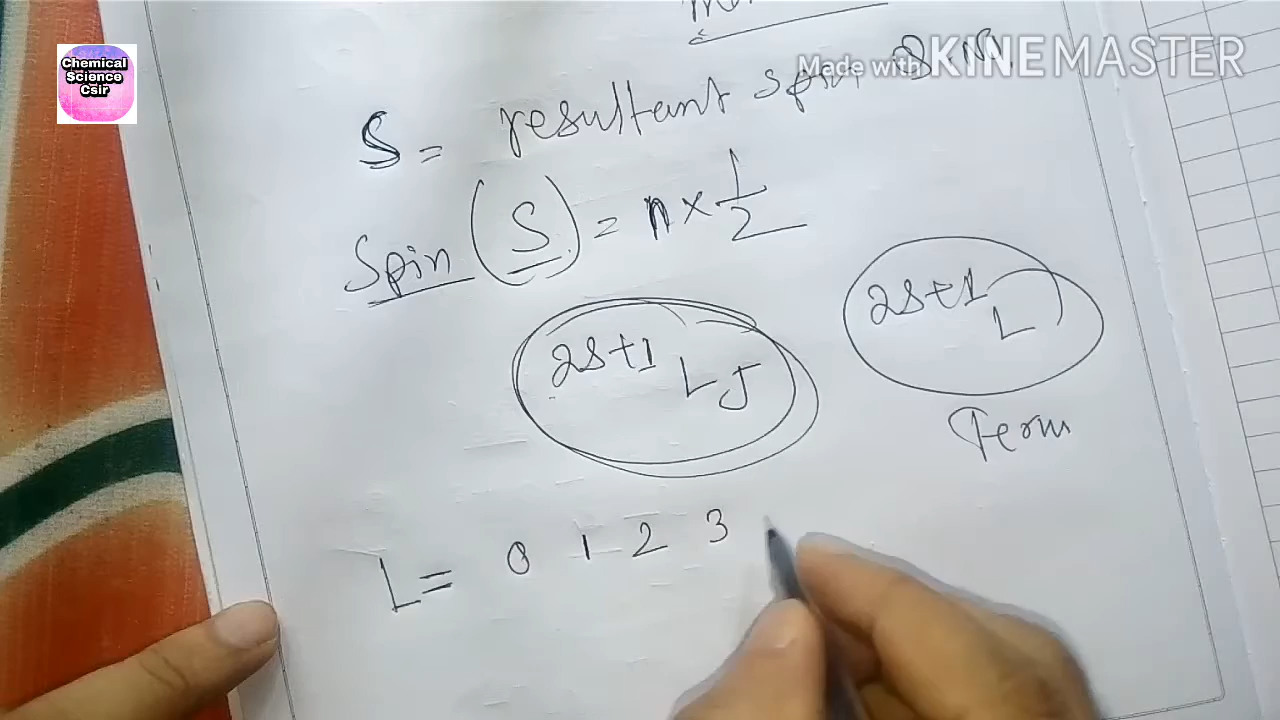 Chemical
Science
Csir
Made with KINEMASTER
S = resultant spin Q.N.
Spin (S) = n × 1/2
2S+1 L J
2S+1 L
Term
L = 0 1 2 3